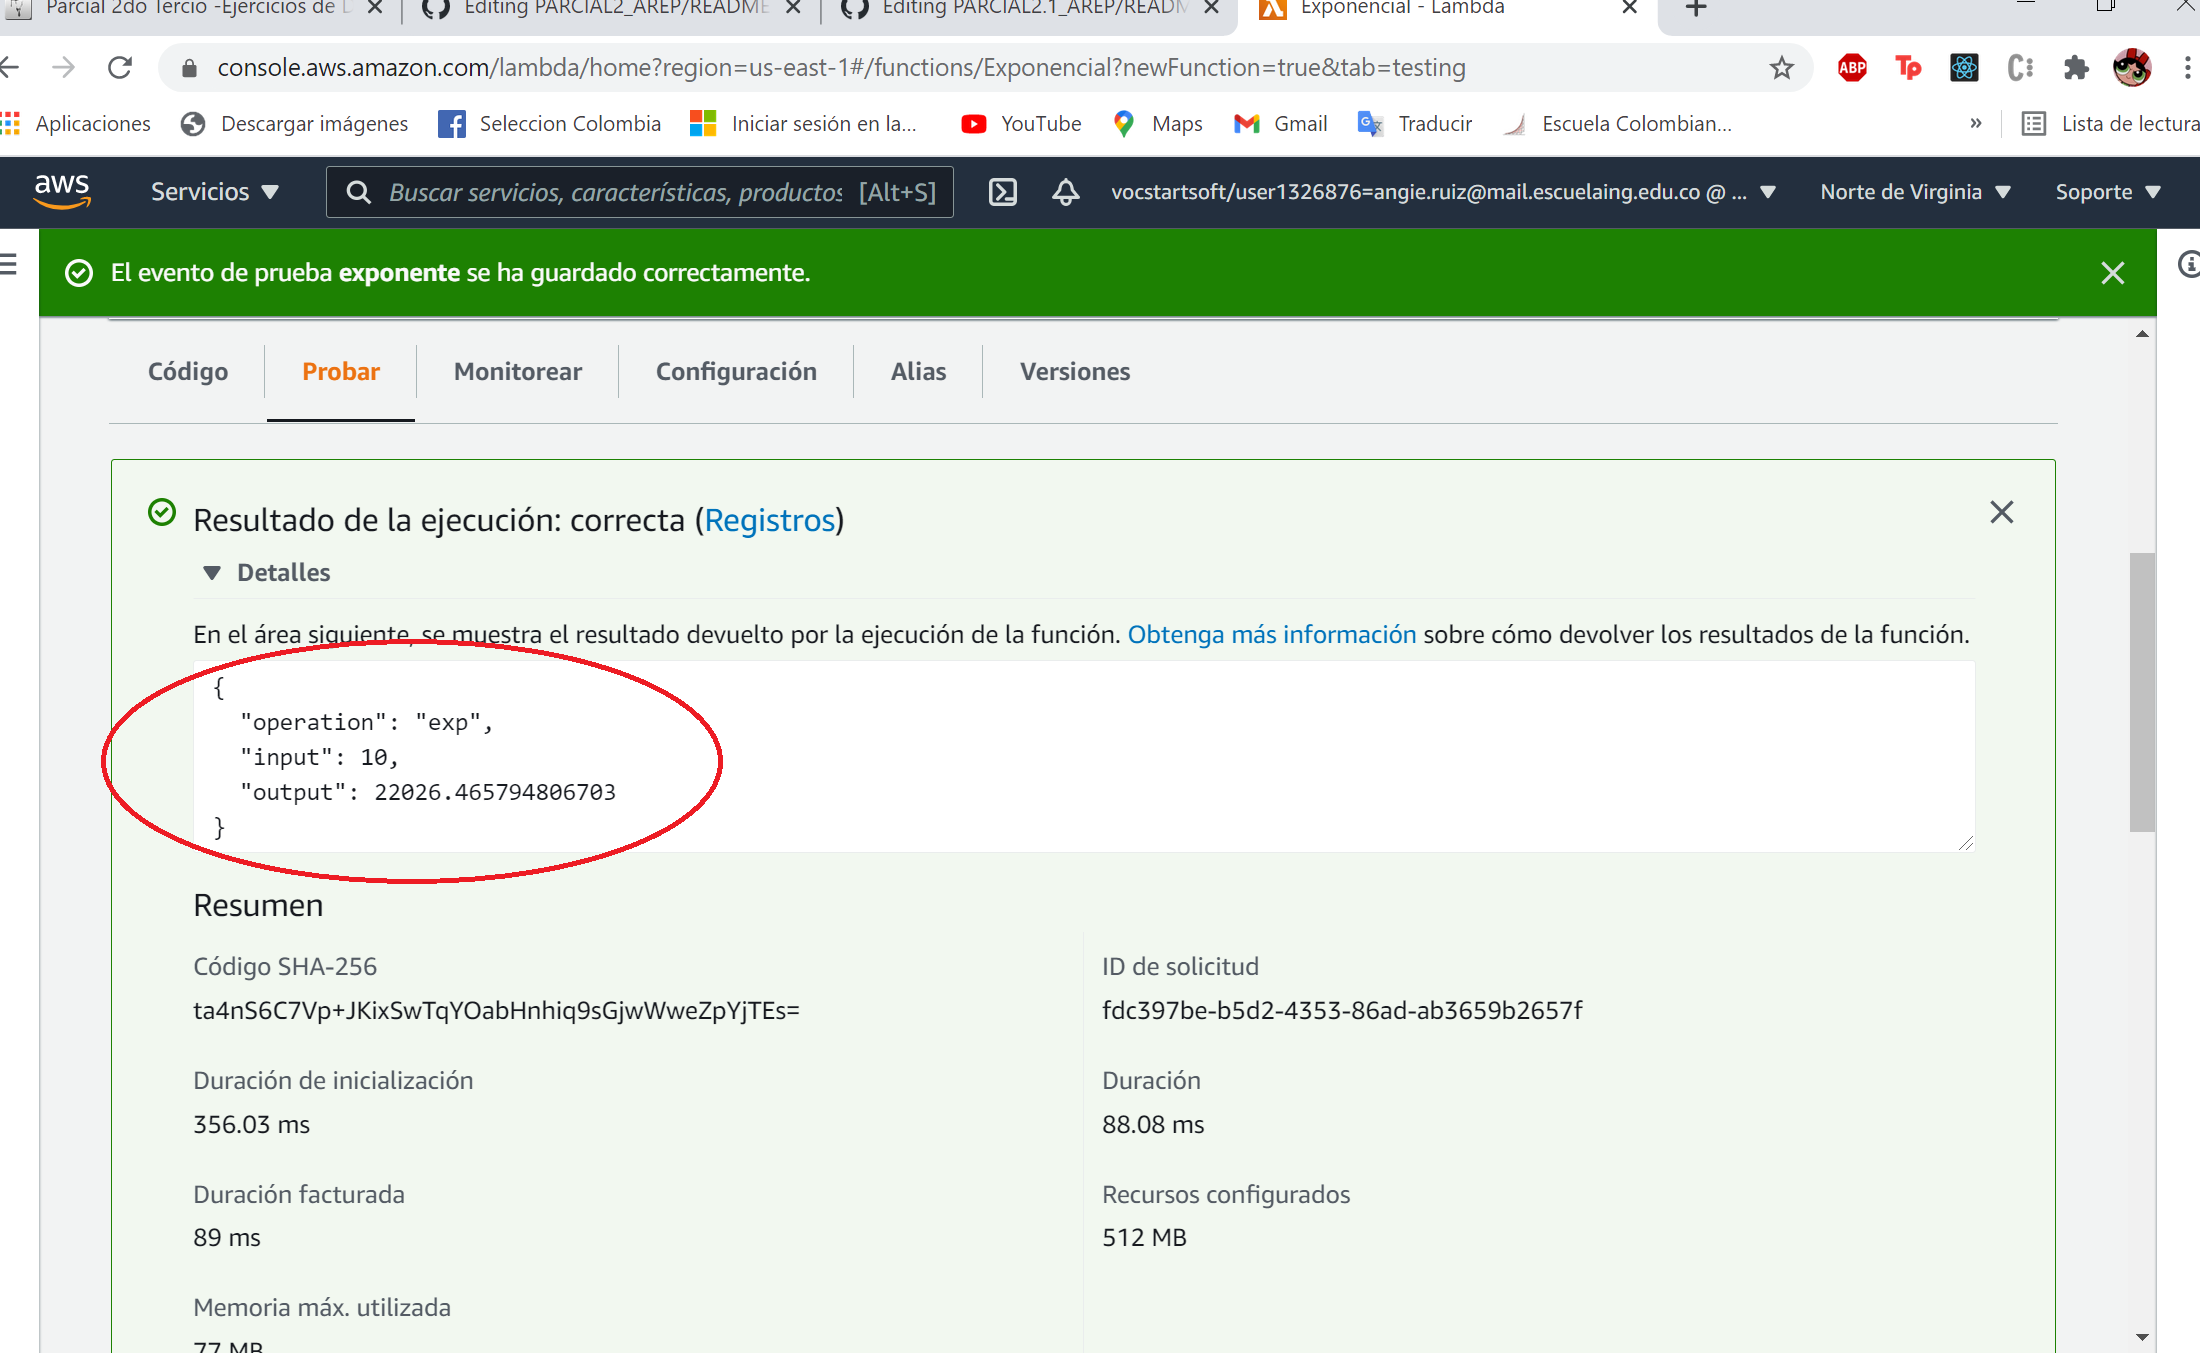 Parcial 2do Tercio -Ejercicios de D
Editing PARCIAL2_AREP/README
Editing PARCIAL2.1_AREP/READM
Exponencial - Lambda
console.aws.amazon.com/lambda/home?region=us-east-1#/functions/Exponencial?newFunction=true&tab=testing
ABP
Tp
Aplicaciones
Descargar imágenes
Seleccion Colombia
Iniciar sesión en la...
YouTube
Maps
Gmail
Traducir
Escuela Colombian...
»
Lista de lectura
aws
Servicios
Buscar servicios, características, productos [Alt+S]
vocstartsoft/user1326876=angie.ruiz@mail.escuelaing.edu.co @ ...
Norte de Virginia
Soporte
El evento de prueba exponente se ha guardado correctamente.
Código
Probar
Monitorear
Configuración
Alias
Versiones
Resultado de la ejecución: correcta (Registros)
Detalles
En el área siguiente, se muestra el resultado devuelto por la ejecución de la función. Obtenga más información sobre cómo devolver los resultados de la función.
{
"operation": "exp",
"input": 10,
"output": 22026.465794806703
}
Resumen
Código SHA-256
ta4nS6C7Vp+JKixSwTqYOabHnhiq9sGjwWweZpYjTEs=
ID de solicitud
fdc397be-b5d2-4353-86ad-ab3659b2657f
Duración de inicialización
356.03 ms
Duración
88.08 ms
Duración facturada
89 ms
Recursos configurados
512 MB
Memoria máx. utilizada
77 MB